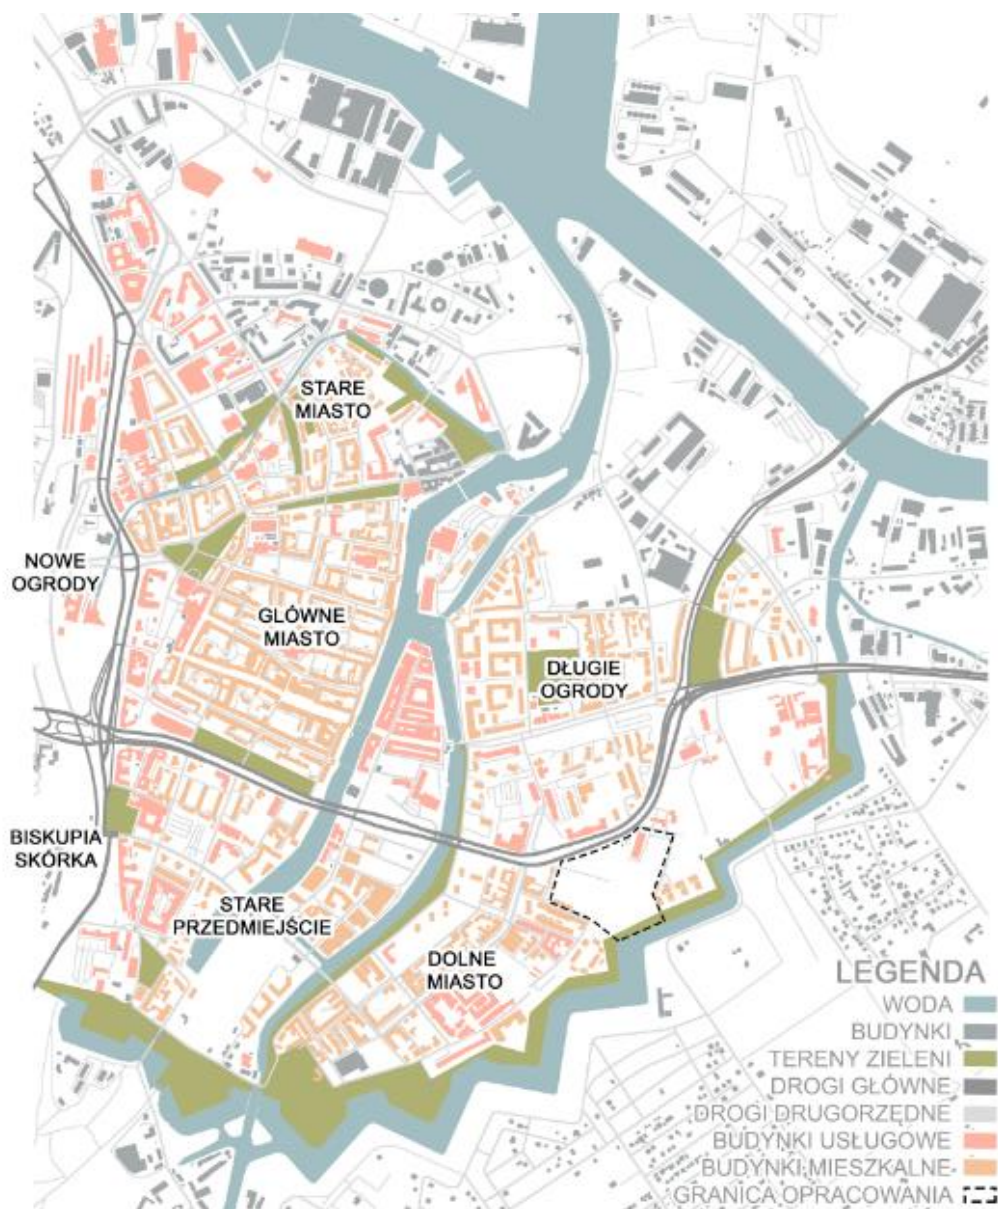 STARE
MIASTO
NOWE
OGRODY
GŁÓWNE
MIASTO
DŁUGIE
OGRODY
BISKUPIA
SKÓRKA
STARE
PRZEDMIEJŚCIE
DOLNE
MIASTO
LEGENDA
WODA
BUDYNKI
TERENY ZIELENI
DROGI GŁÓWNE
DROGI DRUGORZĘDNE
BUDYNKI USŁUGOWE
BUDYNKI MIESZKALNE
GRANICA OPRACOWANIA